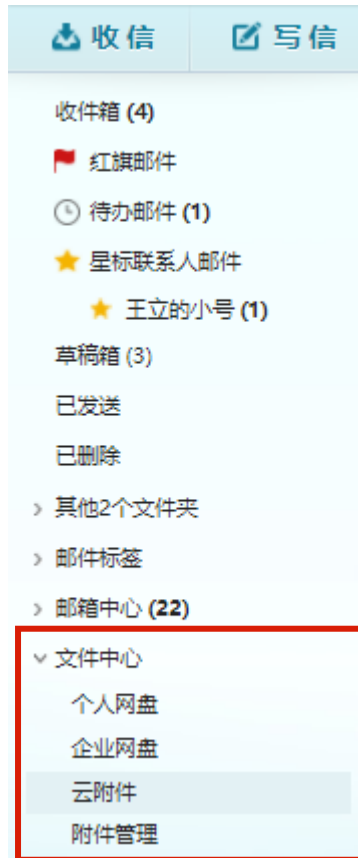 收信 写信
收件箱 (4)
红旗邮件
待办邮件 (1)
星标联系人邮件
王立的小号 (1)
草稿箱 (3)
已发送
已删除
其他2个文件夹
邮件标签
邮箱中心 (22)
文件中心
个人网盘
企业网盘
云附件
附件管理